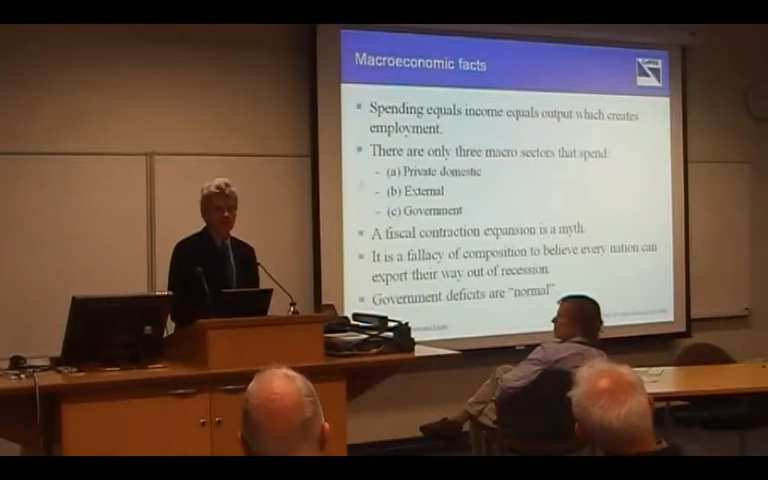 Macroeconomic facts
Spending equals income equals output which creates
employment.
There are only three macro sectors that spend:
- (a) Private domestic
- (b) External
- (c) Government
A fiscal contraction expansion is a myth.
It is a fallacy of composition to believe every nation can
export their way out of recession.
Government deficits are "normal".